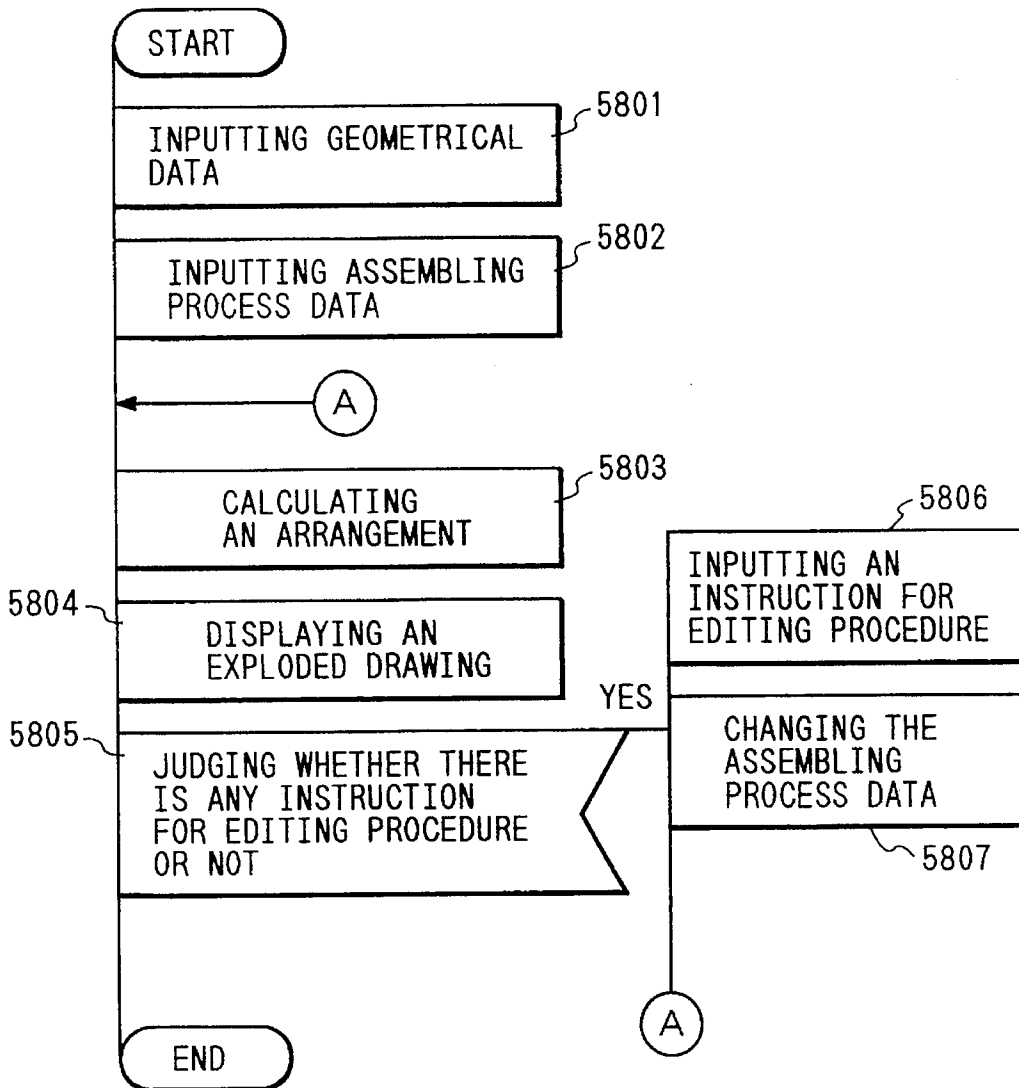 START
5801
INPUTTING GEOMETRICAL
DATA
5802
INPUTTING ASSEMBLING
PROCESS DATA
A
5803
CALCULATING
AN ARRANGEMENT
5804
DISPLAYING AN
EXPLODED DRAWING
5805
JUDGING WHETHER THERE
IS ANY INSTRUCTION
FOR EDITING PROCEDURE
OR NOT
YES
5806
INPUTTING AN
INSTRUCTION FOR
EDITING PROCEDURE
CHANGING THE
ASSEMBLING
PROCESS DATA
5807
A
END